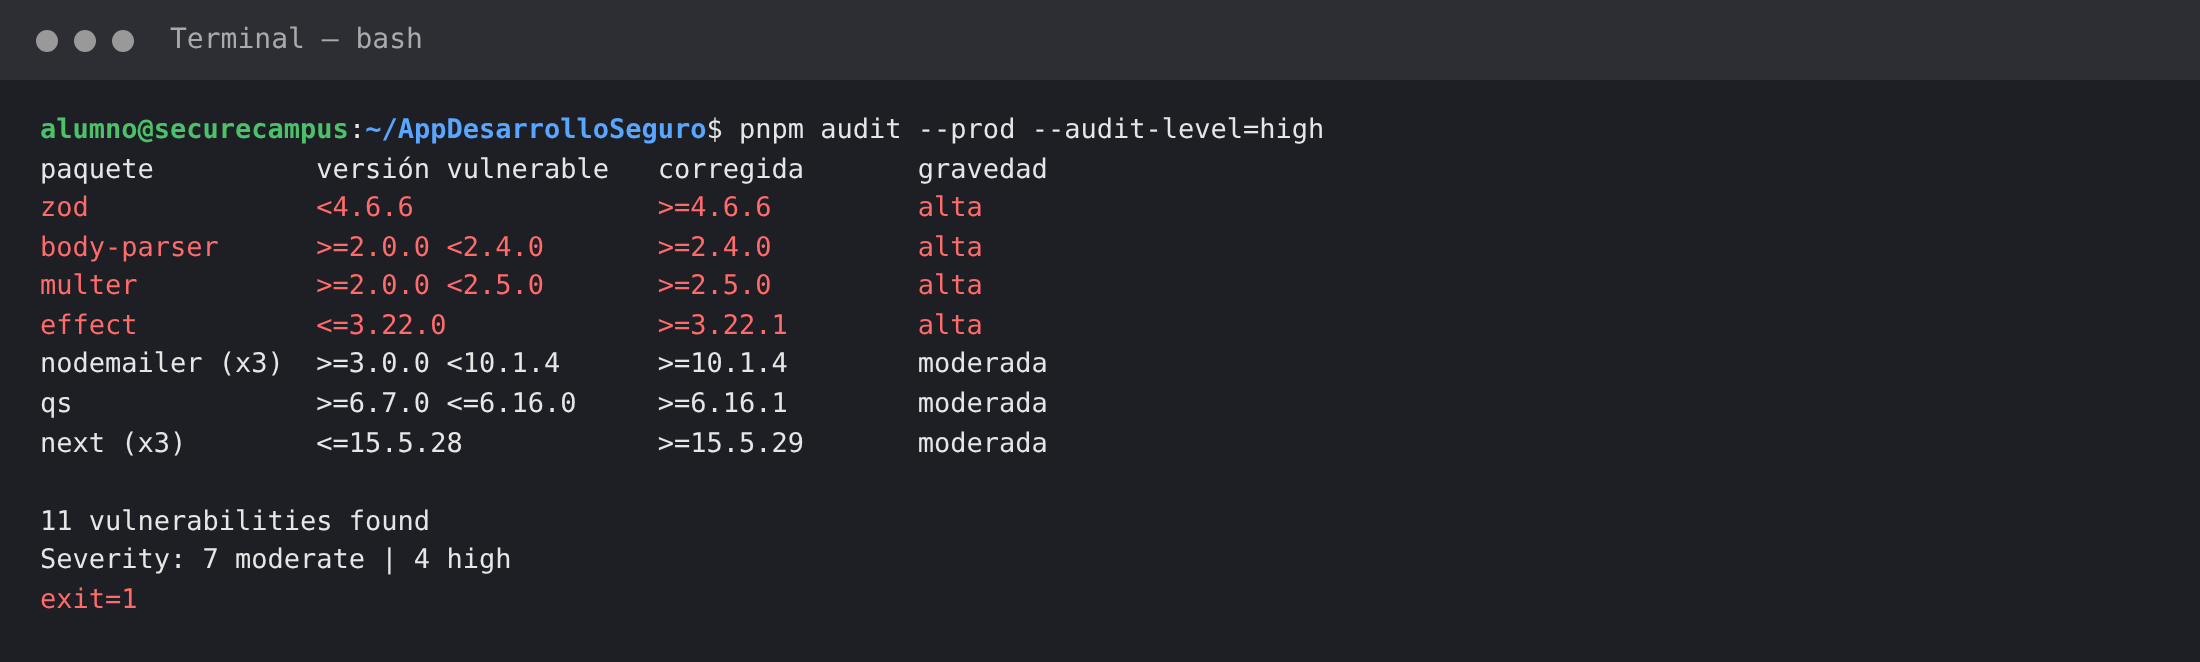 Terminal — bash
alumno@securecampus:~/AppDesarrolloSeguro$ pnpm audit --prod --audit-level=high
paquete          versión vulnerable   corregida       gravedad
zod              <4.6.6               >=4.6.6         alta
body-parser      >=2.0.0 <2.4.0       >=2.4.0         alta
multer           >=2.0.0 <2.5.0       >=2.5.0         alta
effect           <=3.22.0             >=3.22.1        alta
nodemailer (x3)  >=3.0.0 <10.1.4      >=10.1.4        moderada
qs               >=6.7.0 <=6.16.0     >=6.16.1        moderada
next (x3)        <=15.5.28            >=15.5.29       moderada
11 vulnerabilities found
Severity: 7 moderate | 4 high
exit=1